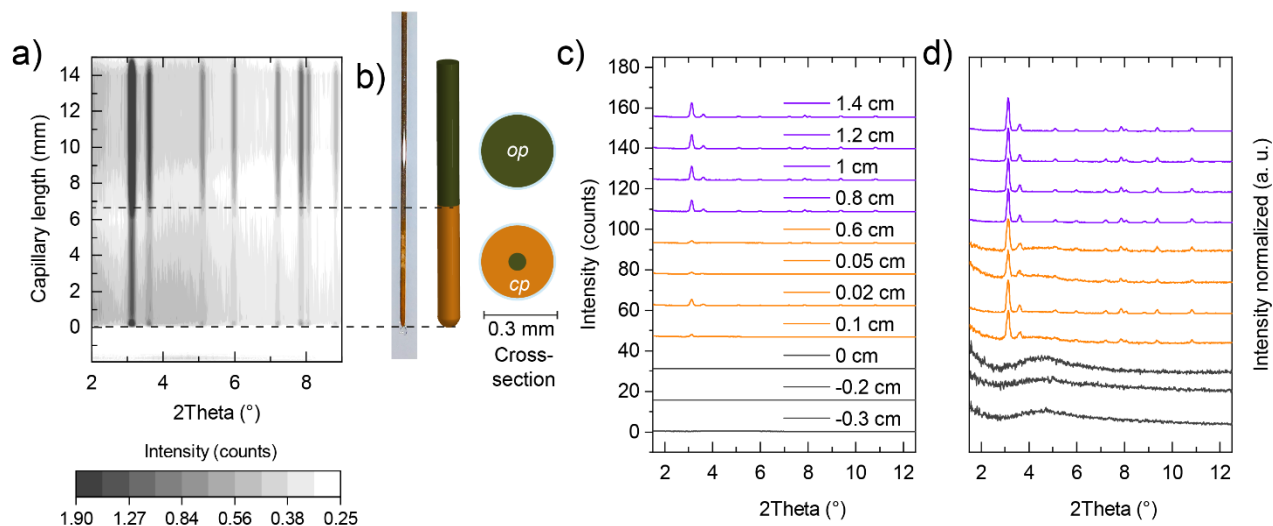 a)
14
12
10
8
6
4
2
0
Capillary length (mm)
2 4 6 8
2Theta (°)
Intensity (counts)
1.90 1.27 0.84 0.56 0.38 0.25
b)
op
cp
0.3 mm
Cross-
section
c)
180
160
140
120
100
80
60
40
20
0
Intensity (counts)
1.4 cm
1.2 cm
1 cm
0.8 cm
0.6 cm
0.05 cm
0.02 cm
0.1 cm
0 cm
-0.2 cm
-0.3 cm
2 4 6 8 10 12
2Theta (°)
d)
Intensity normalized (a. u.)
2 4 6 8 10 12
2Theta (°)